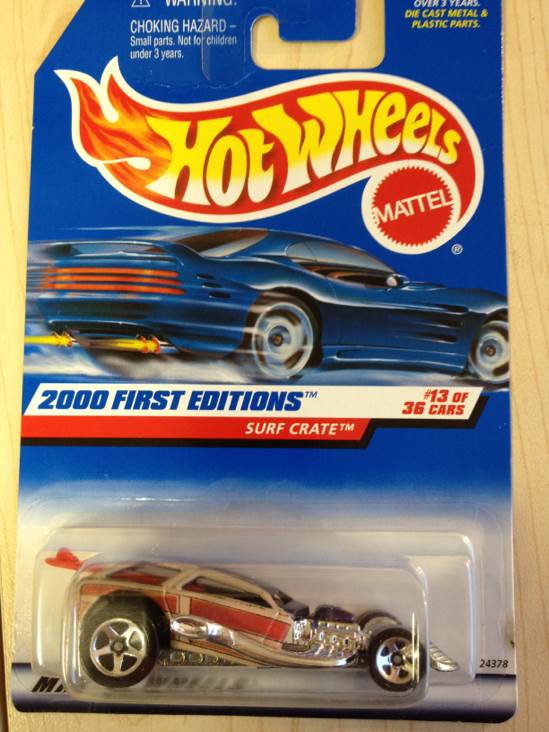 WARNING:
CHOKING HAZARD –
Small parts. Not for children
under 3 years.
OVER 3 YEARS.
DIE CAST METAL &
PLASTIC PARTS.
HOT WHEELS
MATTEL
®
2000 FIRST EDITIONS™
#13 OF
36 CARS
SURF CRATE™
24378